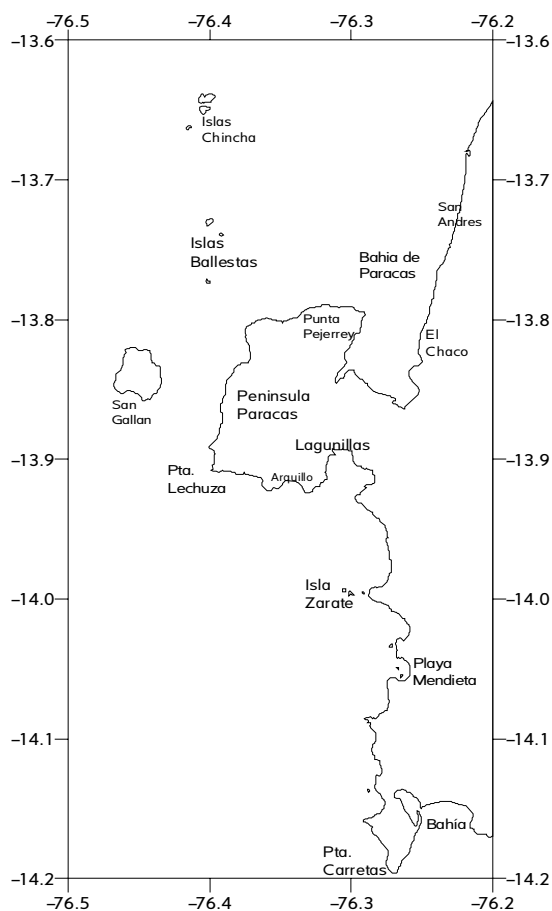 −76.5 −76.4 −76.3 −76.2
−13.6 −13.6
Islas
Chincha
−13.7 −13.7
San
Andres
Islas
Ballestas
Bahia de
Paracas
−13.8 −13.8
Punta
Pejerrey
El
Chaco
San
Gallan
Peninsula
Paracas
Lagunillas
−13.9 −13.9
Pta.
Lechuza
Arquillo
Isla
Zarate
−14.0 −14.0
Playa
Mendieta
−14.1 −14.1
Bahía
Pta.
Carretas
−14.2 −14.2
−76.5 −76.4 −76.3 −76.2